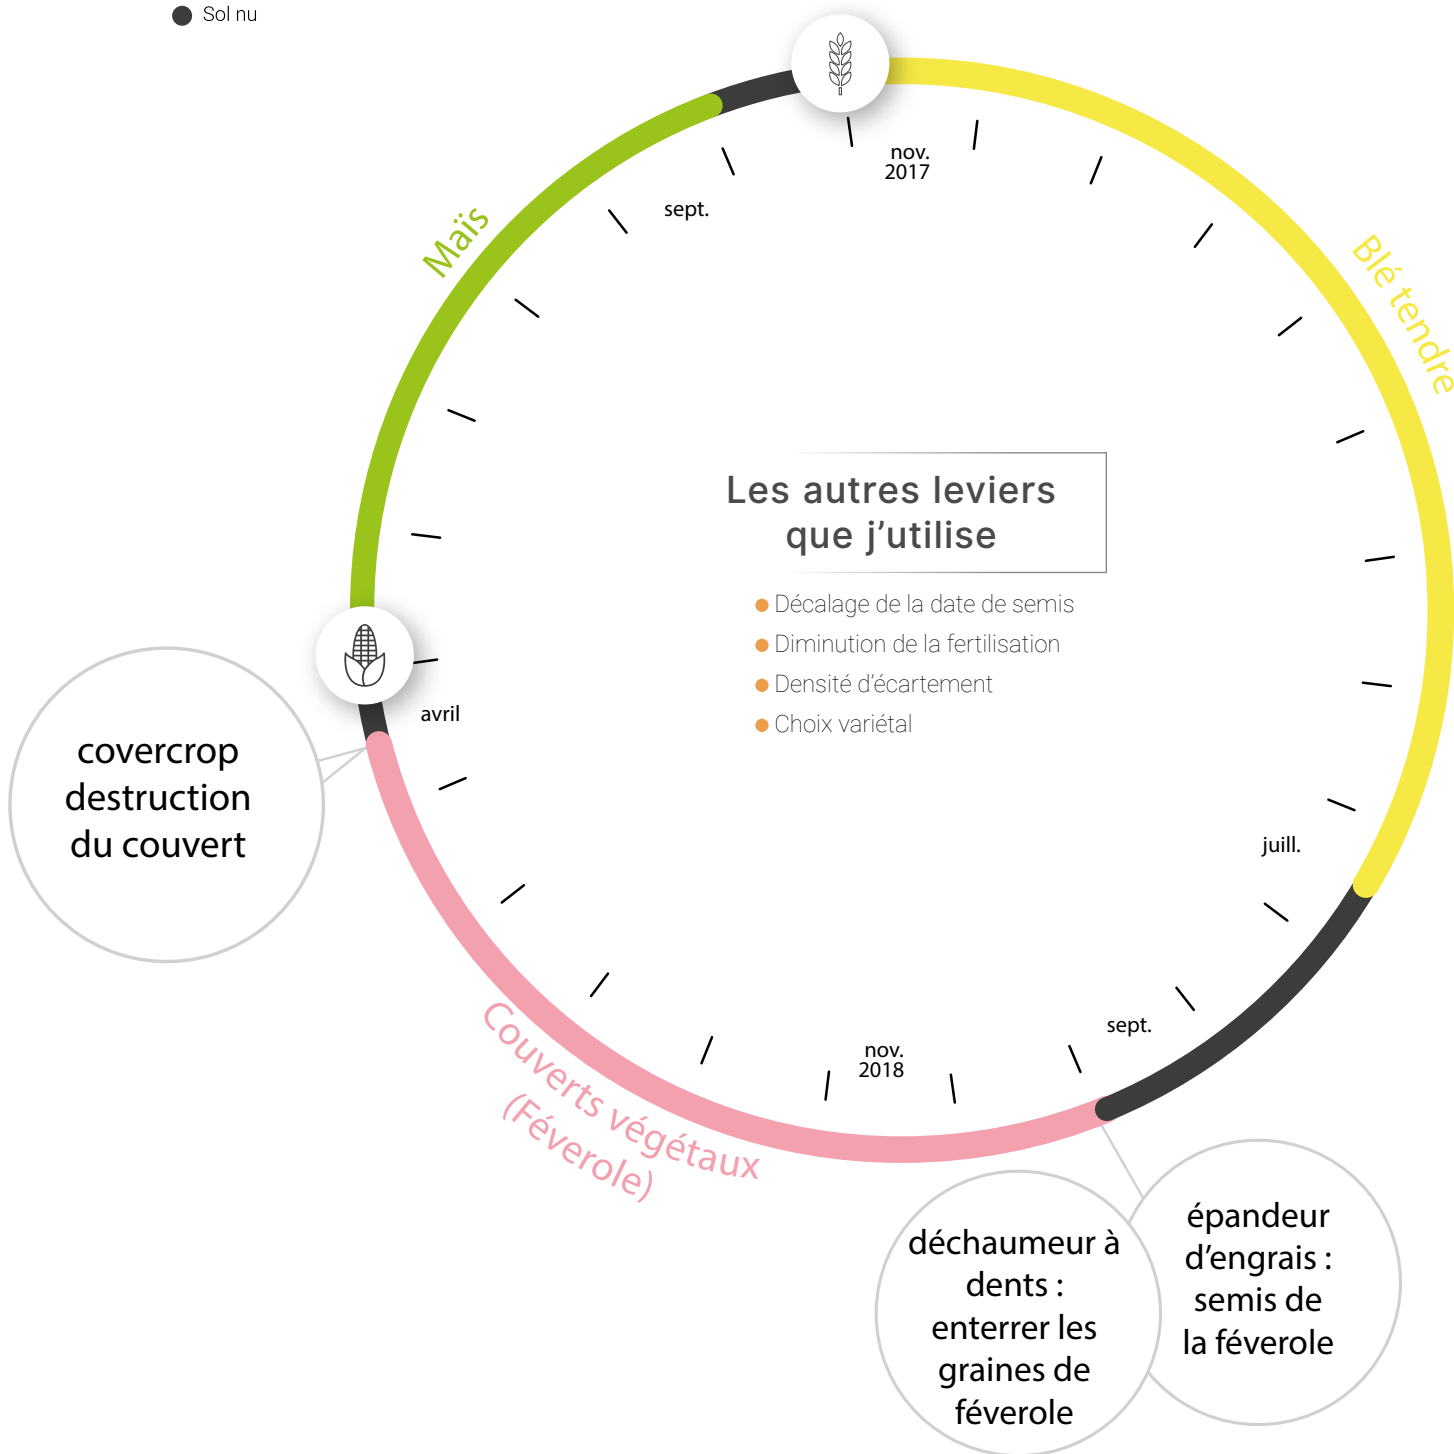 Sol nu
nov.
2017
sept.
Maïs
Blé tendre
Les autres leviers
que j’utilise
Décalage de la date de semis
Diminution de la fertilisation
Densité d’écartement
Choix variétal
avril
covercrop
destruction
du couvert
juill.
sept.
nov.
2018
Couverts végétaux
(Féverole)
déchaumeur à
dents :
enterrer les
graines de
féverole
épandeur
d’engrais :
semis de
la féverole